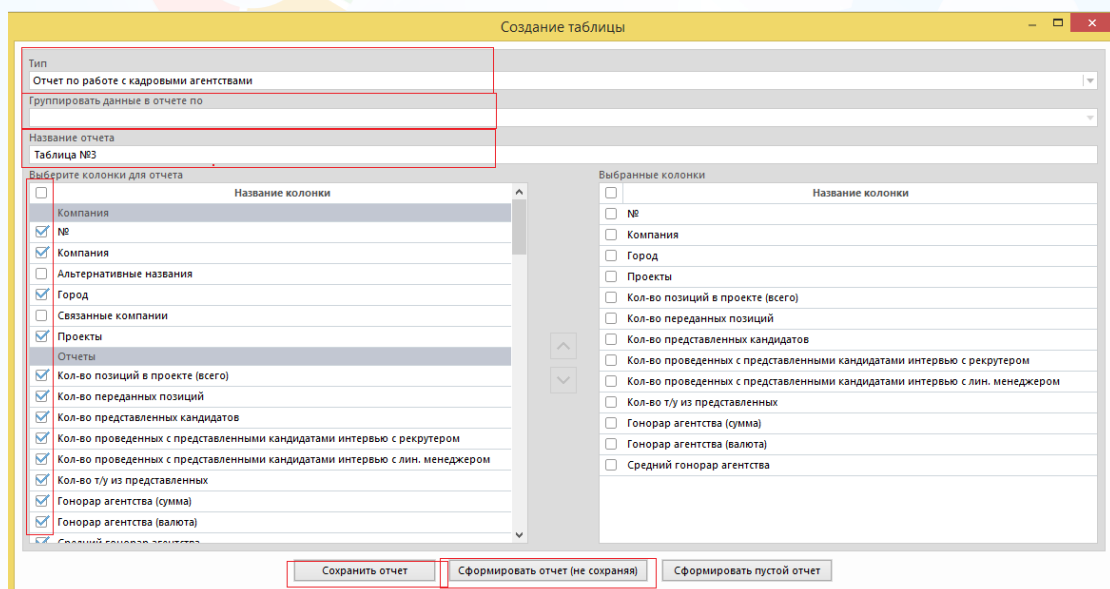 Создание таблицы
Тип
Отчет по работе с кадровыми агентствами
Группировать данные в отчете по
Название отчета
Таблица №3
Выберите колонки для отчета
Название колонки
Компания
№
Компания
Альтернативные названия
Город
Связанные компании
Проекты
Отчеты
Кол-во позиций в проекте (всего)
Кол-во переданных позиций
Кол-во представленных кандидатов
Кол-во проведенных с представленными кандидатами интервью с рекрутером
Кол-во проведенных с представленными кандидатами интервью с лин. менеджером
Кол-во т/у из представленных
Гонорар агентства (сумма)
Гонорар агентства (валюта)
Средний гонорар агентства
Выбранные колонки
Название колонки
№
Компания
Город
Проекты
Кол-во позиций в проекте (всего)
Кол-во переданных позиций
Кол-во представленных кандидатов
Кол-во проведенных с представленными кандидатами интервью с рекрутером
Кол-во проведенных с представленными кандидатами интервью с лин. менеджером
Кол-во т/у из представленных
Гонорар агентства (сумма)
Гонорар агентства (валюта)
Средний гонорар агентства
Сохранить отчет
Сформировать отчет (не сохраняя)
Сформировать пустой отчет